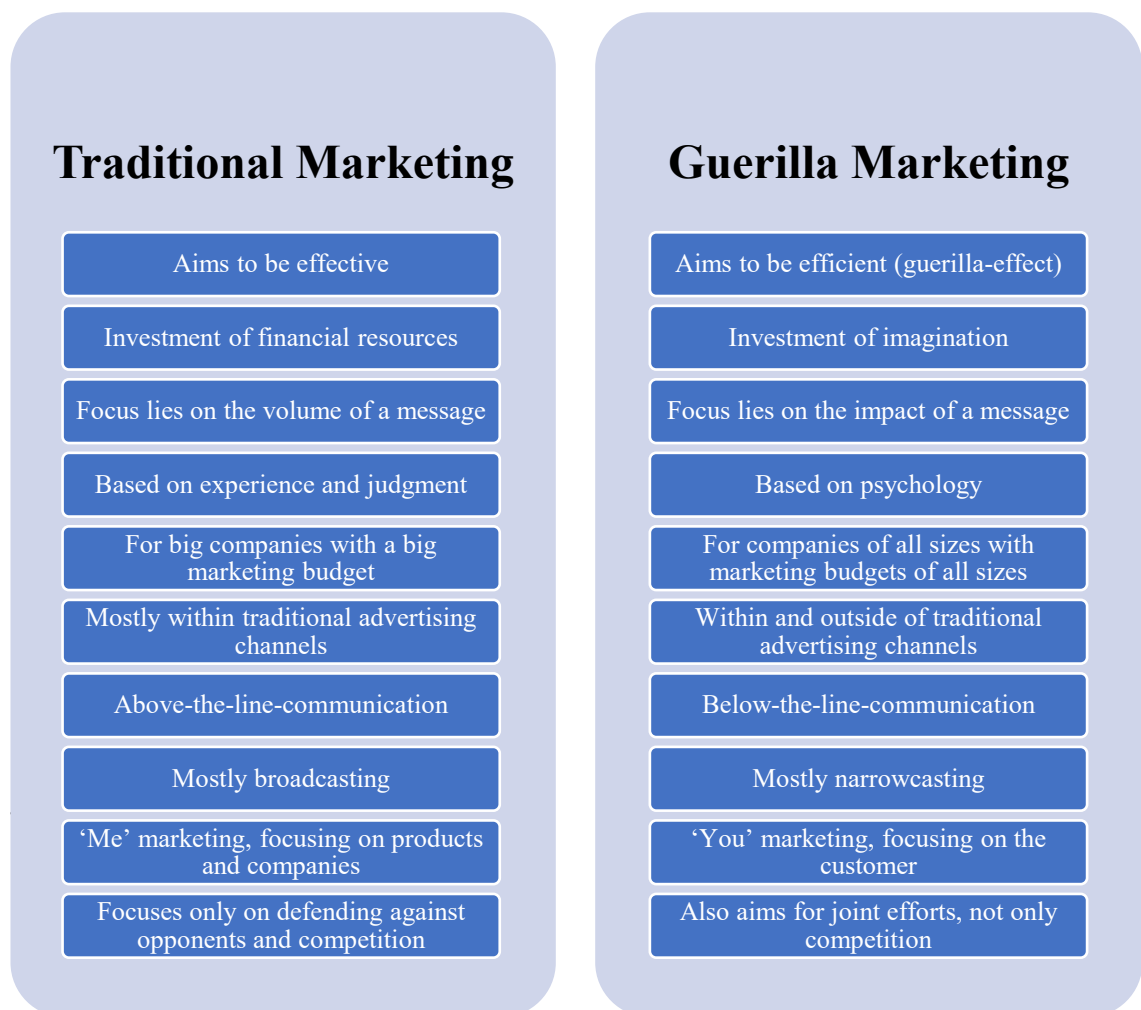 Traditional Marketing
Aims to be effective
Investment of financial resources
Focus lies on the volume of a message
Based on experience and judgment
For big companies with a big
marketing budget
Mostly within traditional advertising
channels
Above-the-line-communication
Mostly broadcasting
‘Me’ marketing, focusing on products
and companies
Focuses only on defending against
opponents and competition
Guerilla Marketing
Aims to be efficient (guerilla-effect)
Investment of imagination
Focus lies on the impact of a message
Based on psychology
For companies of all sizes with
marketing budgets of all sizes
Within and outside of traditional
advertising channels
Below-the-line-communication
Mostly narrowcasting
‘You’ marketing, focusing on the
customer
Also aims for joint efforts, not only
competition